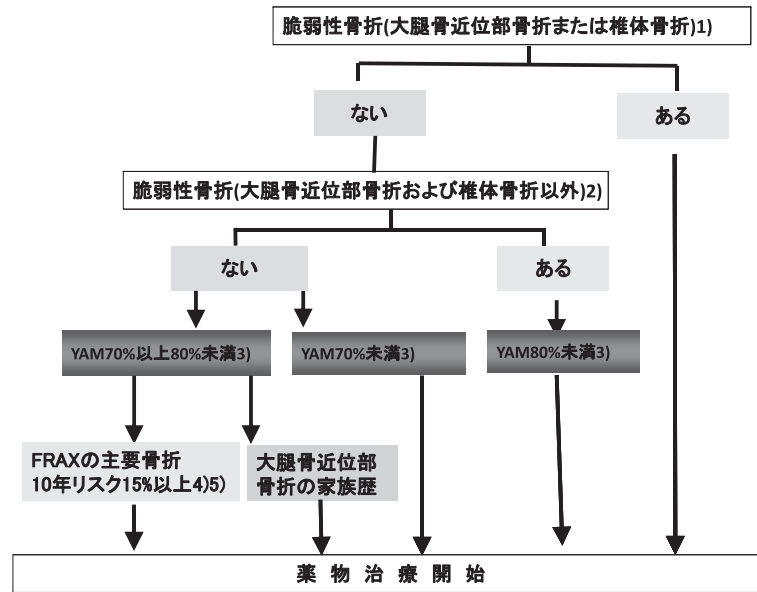 脆弱性骨折(大腿骨近位部骨折または椎体骨折)1)
ない
ある
脆弱性骨折(大腿骨近位部骨折および椎体骨折以外)2)
ない
ある
YAM70%以上80%未満3)
YAM70%未満3)
YAM80%未満3)
FRAXの主要骨折
10年リスク15%以上4)5)
大腿骨近位部
骨折の家族歴
薬 物 治 療 開 始